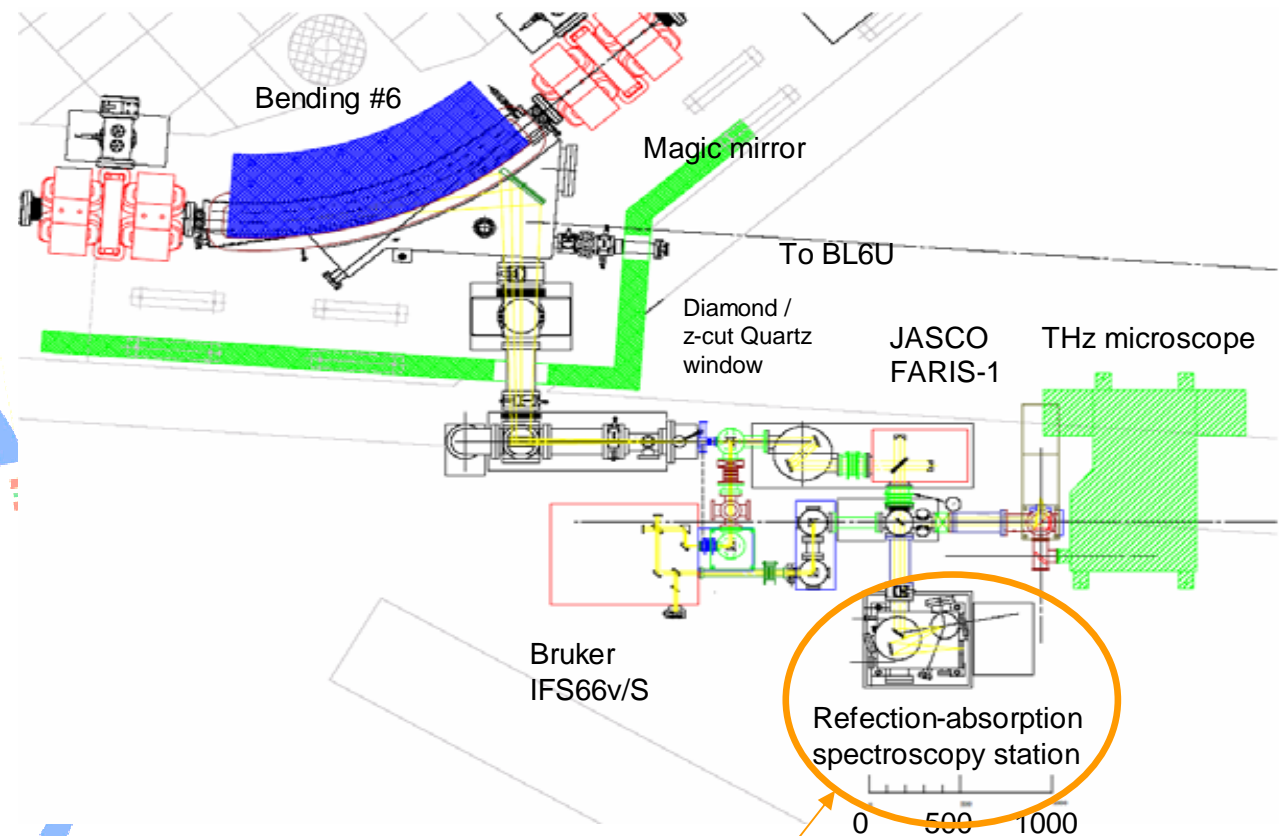 Bending #6
Magic mirror
To BL6U
Diamond /
z-cut Quartz
window
JASCO
FARIS-1
THz microscope
Bruker
IFS66v/S
Refection-absorption
spectroscopy station
0 500 1000